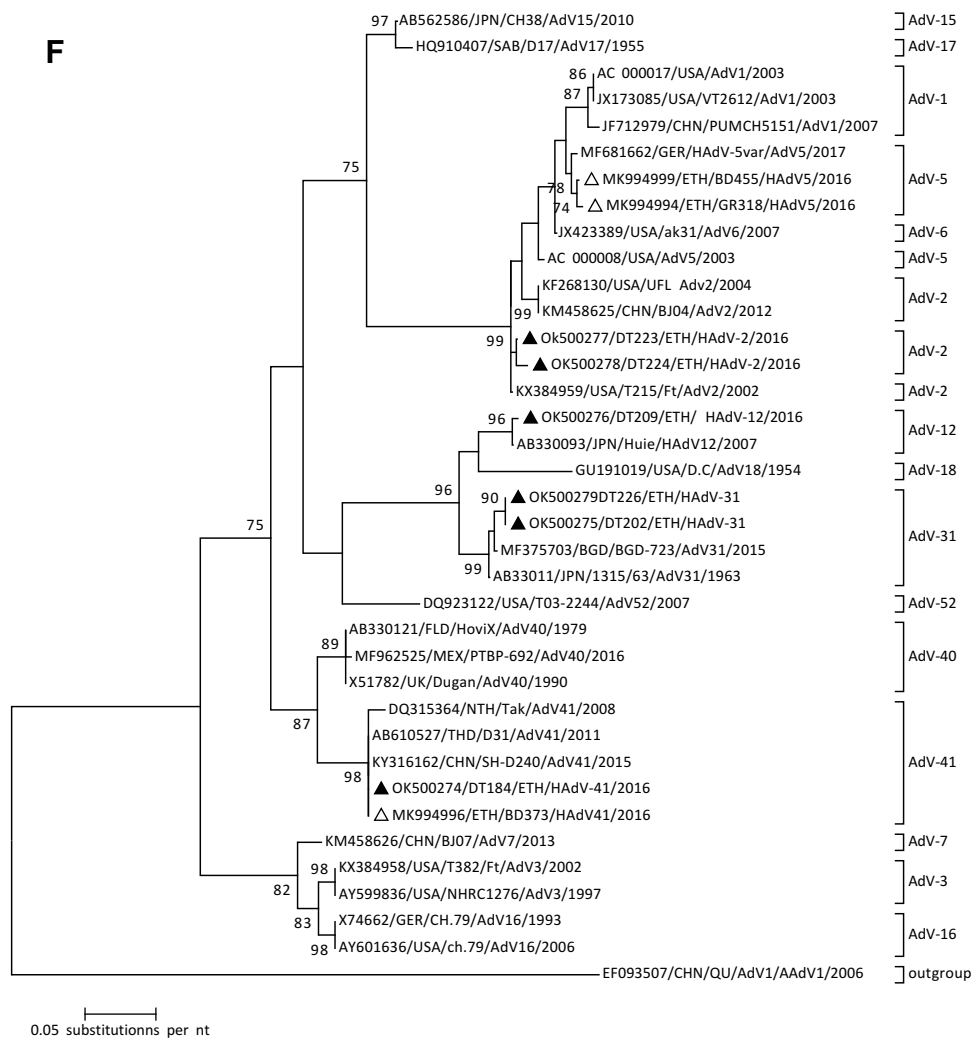 F
97 AB562586/JPN/CH38/AdV15/2010 AdV-15
HQ910407/SAB/D17/AdV17/1955 AdV-17
86 AC 000017/USA/AdV1/2003
87 JX173085/USA/VT2612/AdV1/2003 AdV-1
JF712979/CHN/PUMCH5151/AdV1/2007
75 MF681662/GER/HAdV-5var/AdV5/2017
78 MK994999/ETH/BD455/HAdV5/2016 AdV-5
74 MK994994/ETH/GR318/HAdV5/2016
JX423389/USA/ak31/AdV6/2007 AdV-6
AC 000008/USA/AdV5/2003 AdV-5
KF268130/USA/UFL Adv2/2004 AdV-2
99 KM458625/CHN/BJ04/AdV2/2012
99 Ok500277/DT223/ETH/HAdV-2/2016 AdV-2
OK500278/DT224/ETH/HAdV-2/2016
KX384959/USA/T215/Ft/AdV2/2002 AdV-2
96 OK500276/DT209/ETH/ HAdV-12/2016 AdV-12
AB330093/JPN/Huie/HAdV12/2007
GU191019/USA/D.C/AdV18/1954 AdV-18
96 90 OK500279DT226/ETH/HAdV-31
75 OK500275/DT202/ETH/HAdV-31 AdV-31
MF375703/BGD/BGD-723/AdV31/2015
99 AB33011/JPN/1315/63/AdV31/1963
DQ923122/USA/T03-2244/AdV52/2007 AdV-52
89 AB330121/FLD/HoviX/AdV40/1979
MF962525/MEX/PTBP-692/AdV40/2016 AdV-40
X51782/UK/Dugan/AdV40/1990
87 DQ315364/NTH/Tak/AdV41/2008
AB610527/THD/D31/AdV41/2011
98 KY316162/CHN/SH-D240/AdV41/2015 AdV-41
OK500274/DT184/ETH/HAdV-41/2016
MK994996/ETH/BD373/HAdV41/2016
KM458626/CHN/BJ07/AdV7/2013 AdV-7
98 KX384958/USA/T382/Ft/AdV3/2002 AdV-3
82 AY599836/USA/NHRC1276/AdV3/1997
83 X74662/GER/CH.79/AdV16/1993 AdV-16
98 AY601636/USA/ch.79/AdV16/2006
EF093507/CHN/QU/AdV1/AAdV1/2006 outgroup
0.05 substitutionns per nt